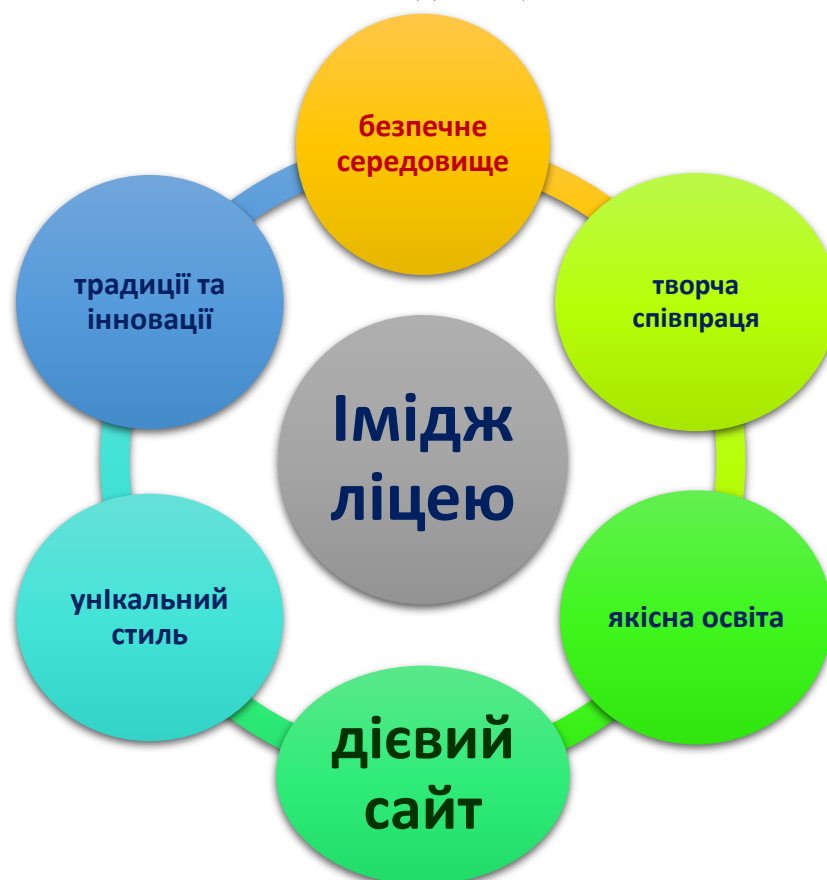 безпечне
середовище
традиції та
інновації
творча
співпраця
Імідж
ліцею
унІкальний
стиль
якісна освіта
дієвий
сайт